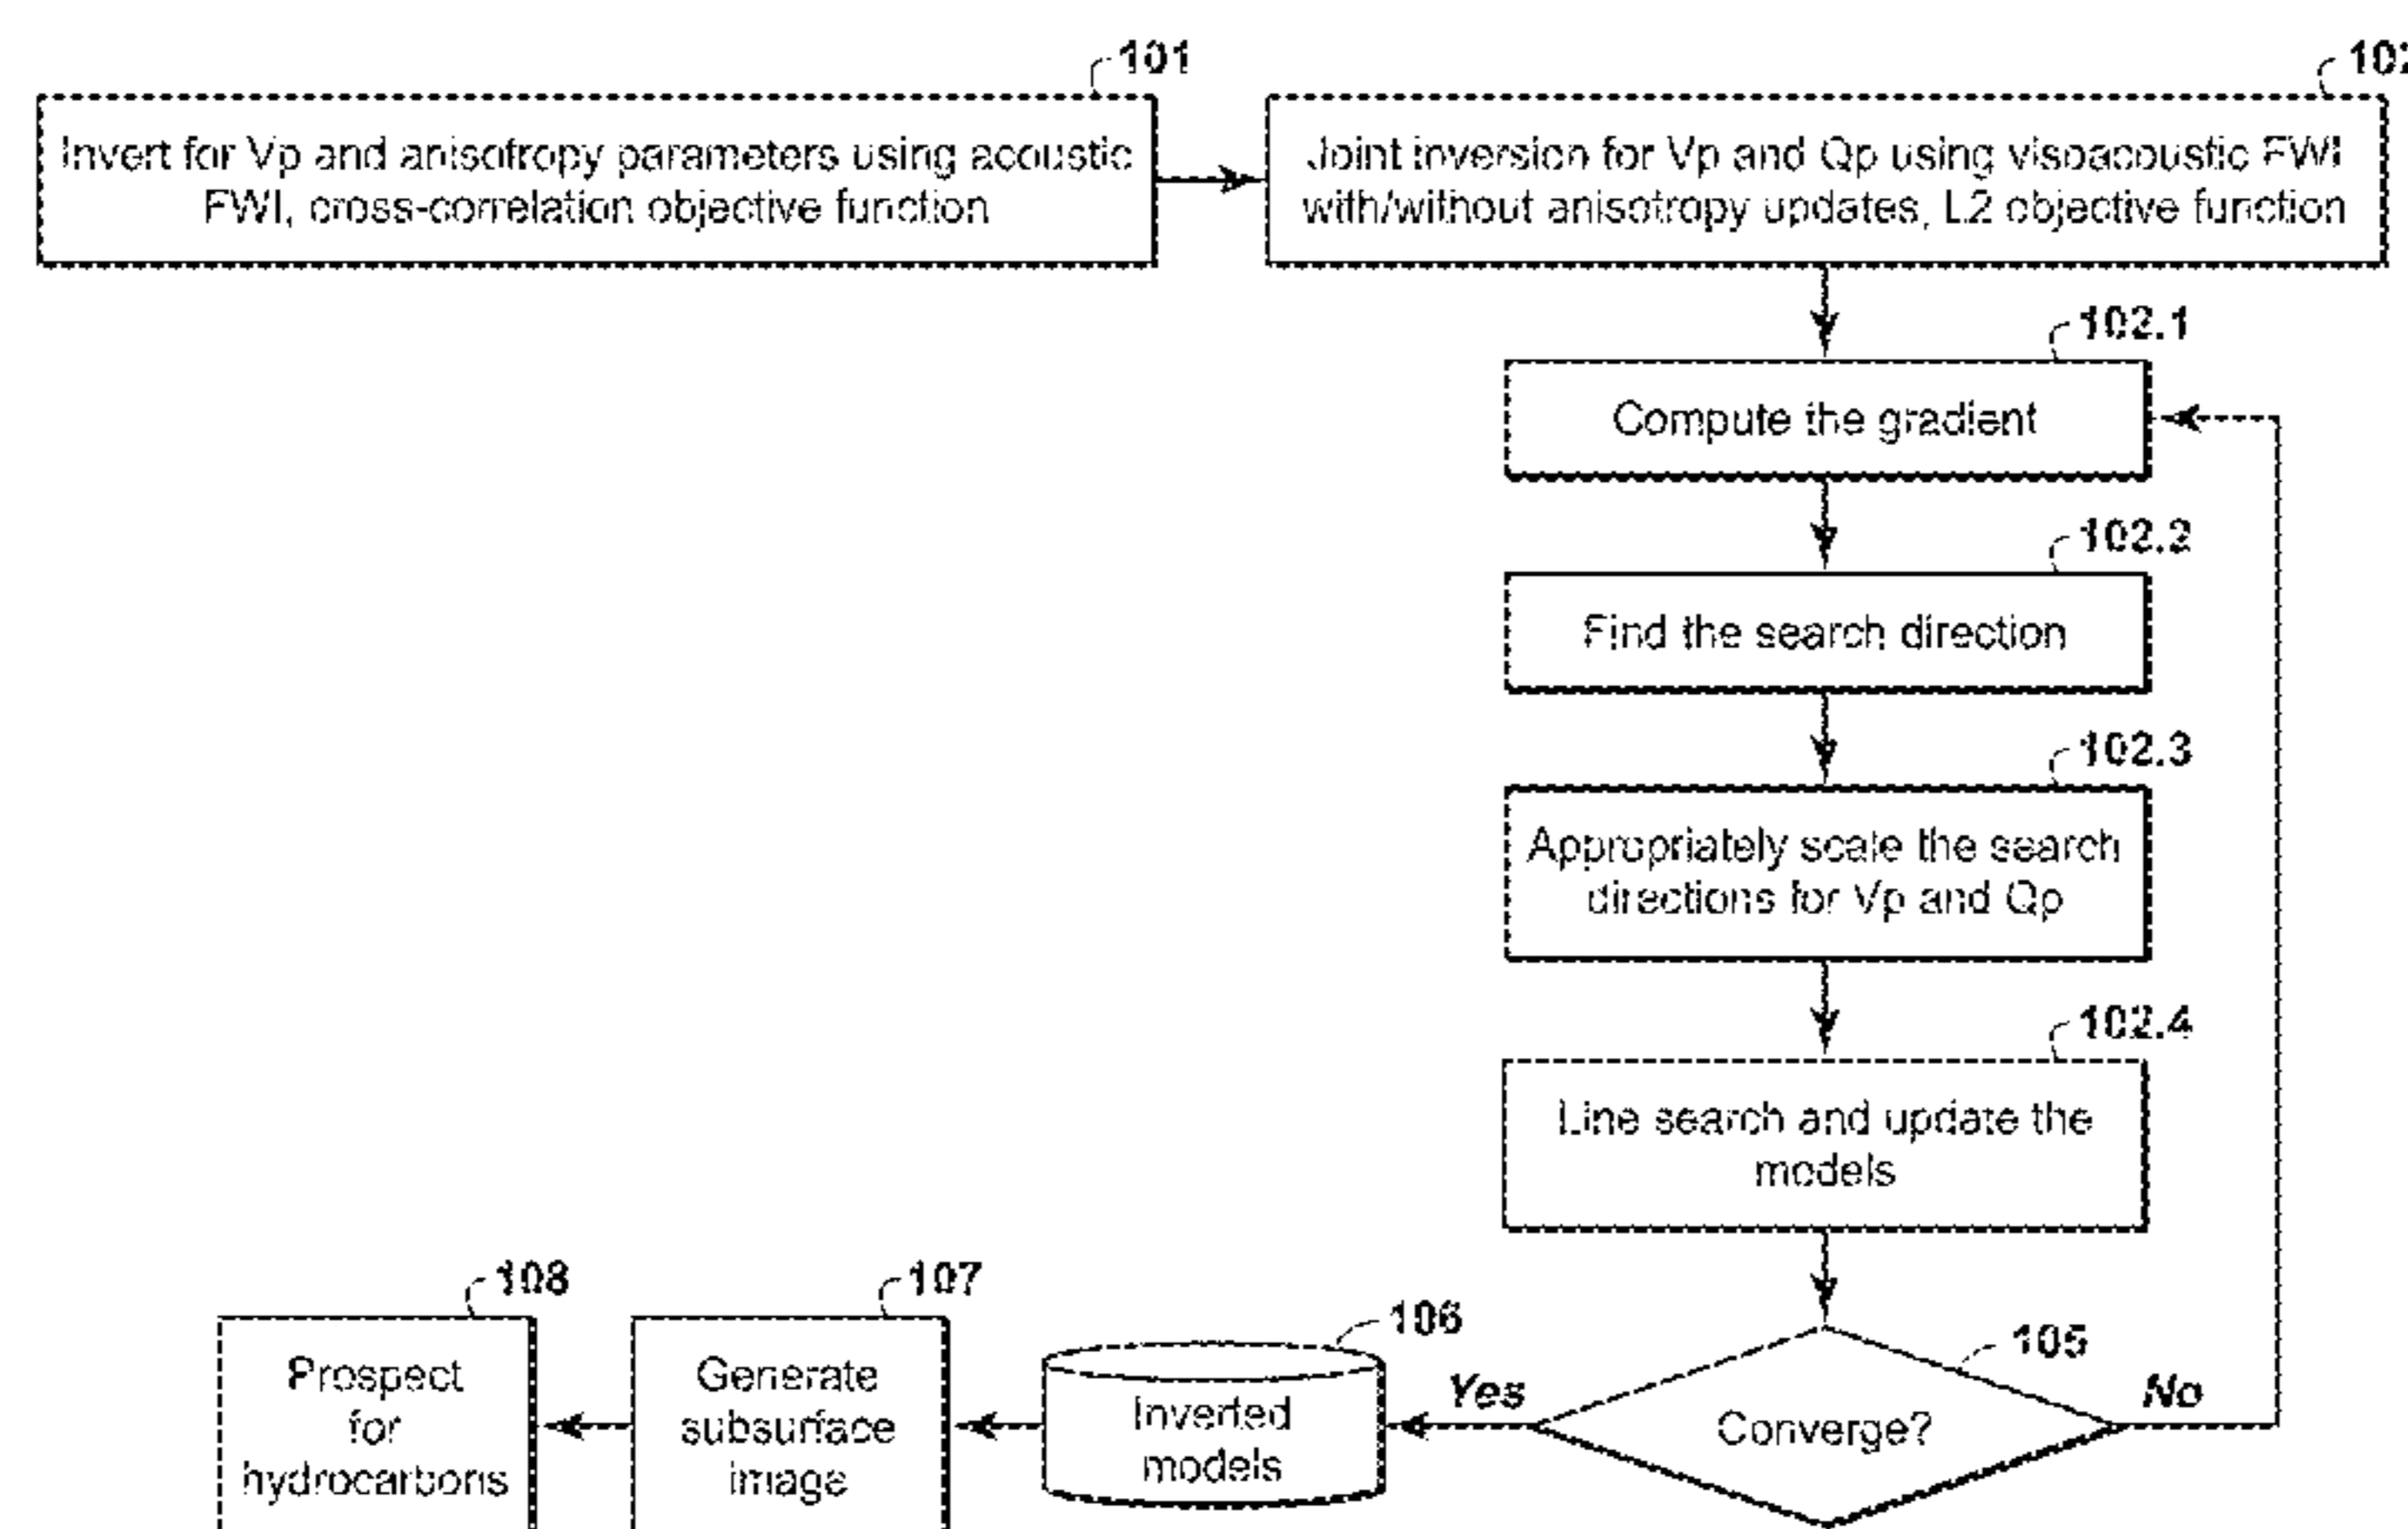 101
102
Invert for Vp and anisotropy parameters using acoustic
FWI, cross-correlation objective function
Joint inversion for Vp and Qp using visoacoustic FWI
with/without anisotropy updates, L2 objective function
102.1
Compute the gradient
102.2
Find the search direction
102.3
Appropriately scale the search
directions for Vp and Qp
102.4
Line search and update the
models
108
Prospect
for
hydrocarbons
107
Generate
subsurface
image
106
Inverted
models
Yes
105
Converge?
No